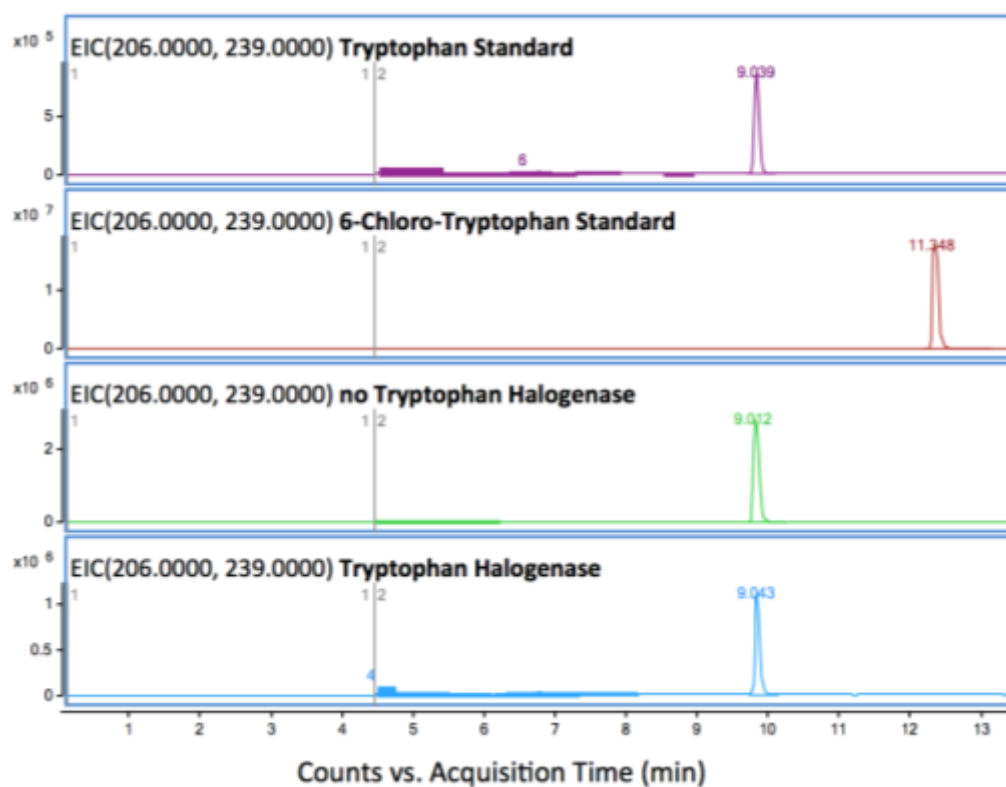 x10 5
EIC(206.0000, 239.0000) Tryptophan Standard
1 1 2
9.039
5
6
0
x10 7
EIC(206.0000, 239.0000) 6-Chloro-Tryptophan Standard
1 1 2
11.348
1
0
x10 6
EIC(206.0000, 239.0000) no Tryptophan Halogenase
1 1 2
9.012
2
0
x10 6
EIC(206.0000, 239.0000) Tryptophan Halogenase
1 1 2
9.043
1
0.5
4
0
1 2 3 4 5 6 7 8 9 10 11 12 13
Counts vs. Acquisition Time (min)